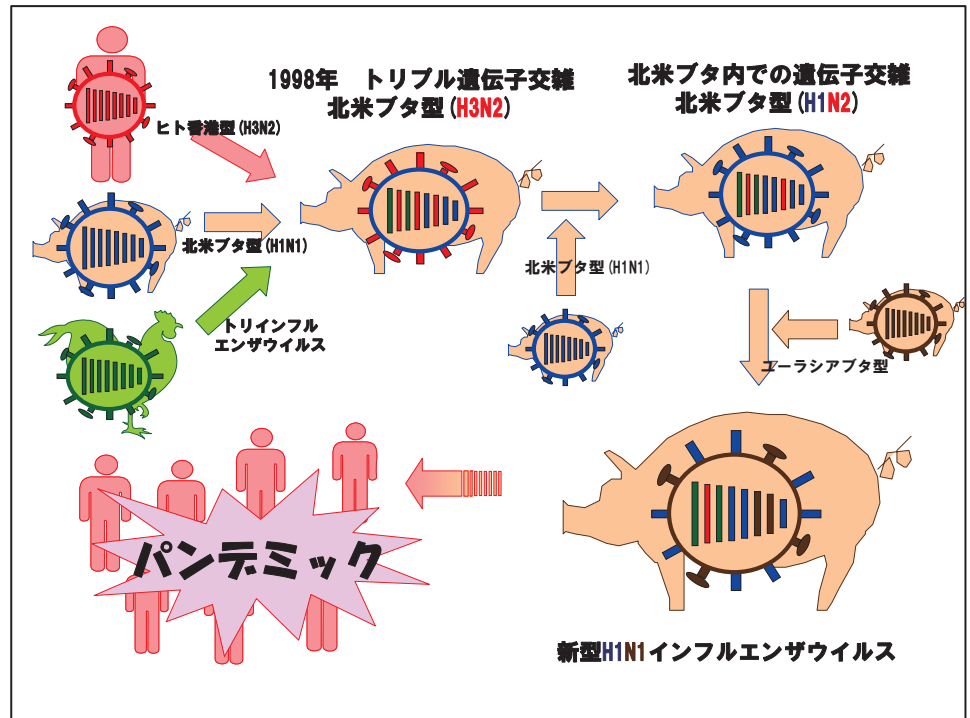 1998年　トリプル遺伝子交雑
北米ブタ型(H3N2)
北米ブタ内での遺伝子交雑
北米ブタ型(H1N2)
ヒト香港型(H3N2)
北米ブタ型(H1N1)
北米ブタ型(H1N1)
トリインフル
エンザウイルス
ユーラシアブタ型
パンデミック
新型H1N1インフルエンザウイルス